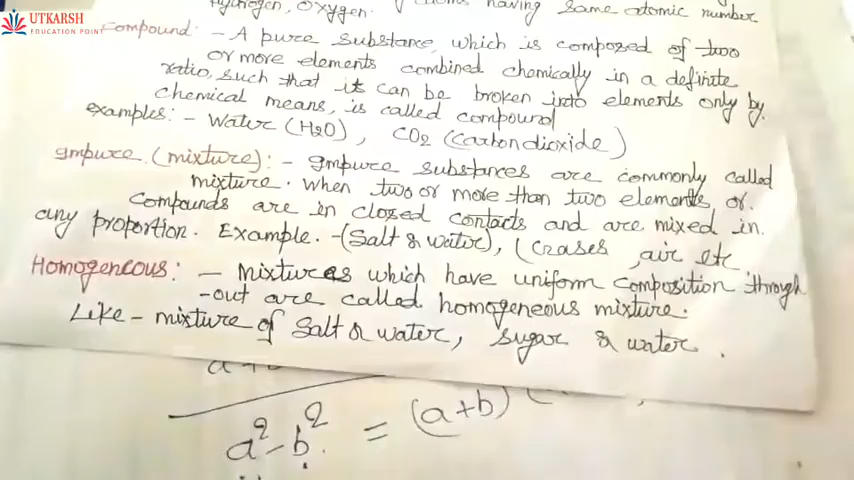 UTKARSH
EDUCATION POINT
Hydrogen, Oxygen. atoms having same atomic number
Compound: - A pure substance, which is composed of two
or more elements combined chemically in a definite
ratio, such that it can be broken into elements only by.
chemical means, is called compound
examples: - Water (H2O), CO2 (Carbondioxide)
Impure (mixture): - Impure substances are commonly called
mixture. When two or more than two elements or.
compounds are in closed contacts and are mixed in.
any proportion. Example. - (Salt & water), ( , air etc
Homogeneous: - Mixtures which have uniform composition through
-out are called homogeneous mixture.
Like - mixture of Salt & water, sugar & water.
a²-b² = (a+b) (